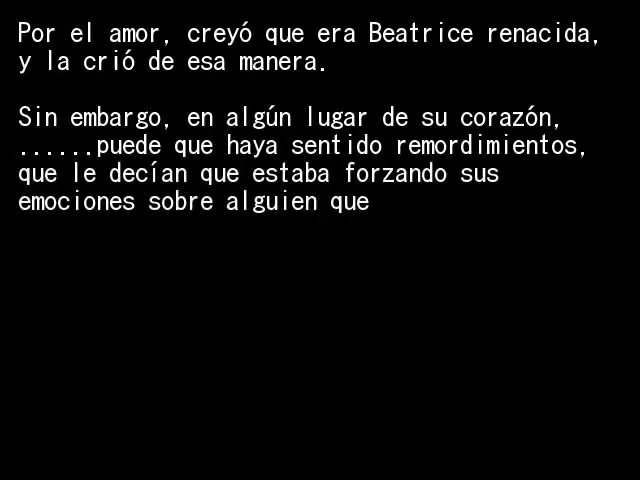 Por el amor, creyó que era Beatrice renacida,
y la crió de esa manera.
Sin embargo, en algún lugar de su corazón,
......puede que haya sentido remordimientos,
que le decían que estaba forzando sus
emociones sobre alguien que